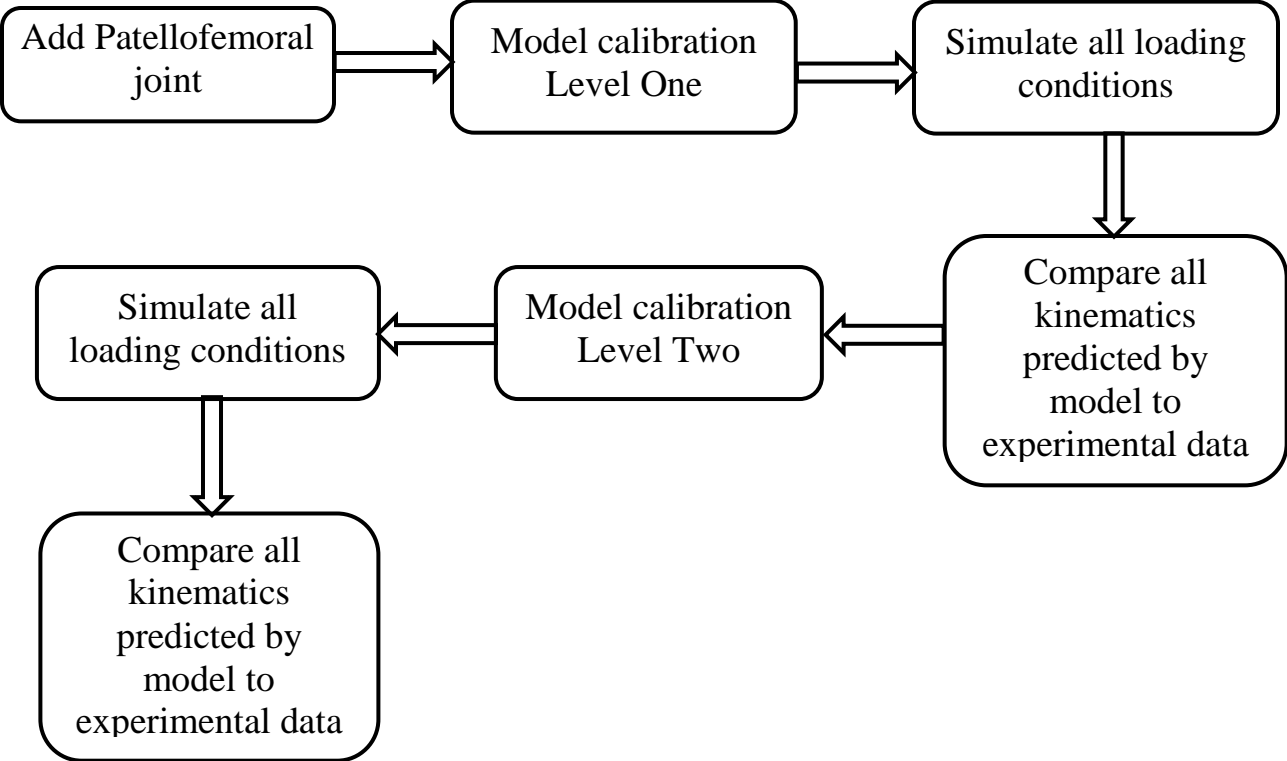 Add Patellofemoral
joint
Model calibration
Level One
Simulate all loading
conditions
Compare all
kinematics
predicted by
model to
experimental data
Model calibration
Level Two
Simulate all
loading conditions
Compare all
kinematics
predicted by
model to
experimental data